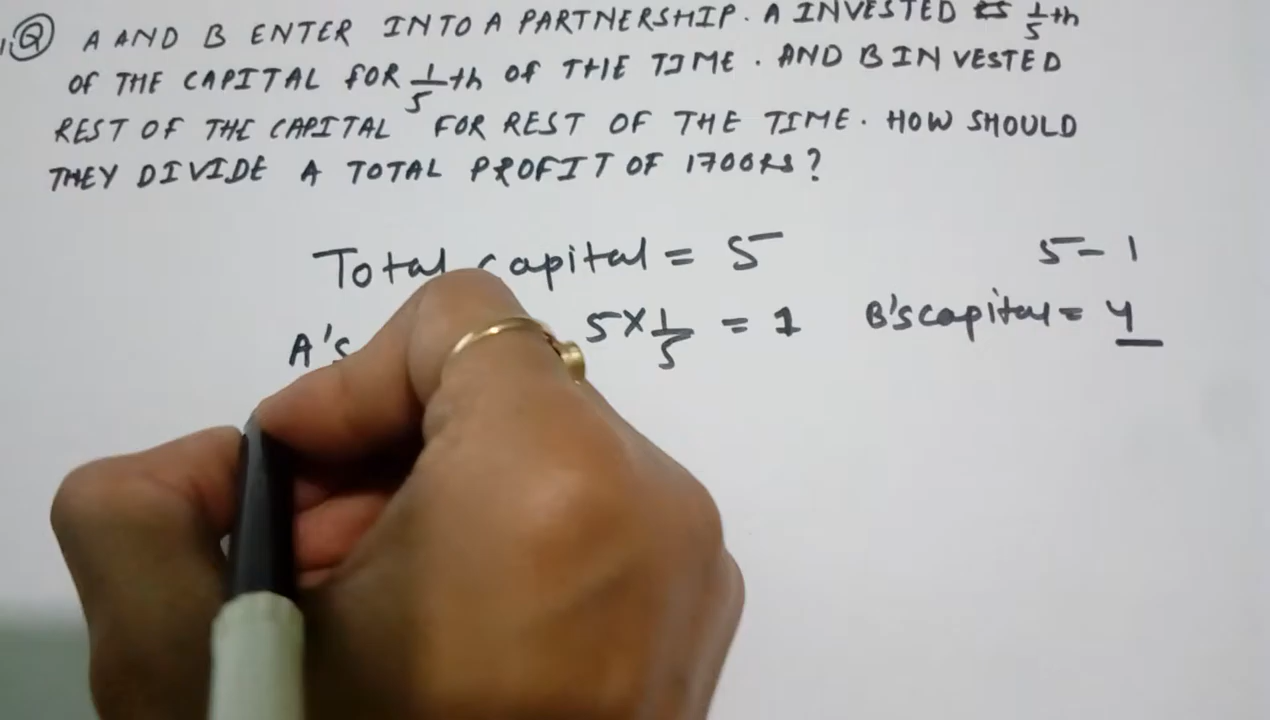 Q A AND B ENTER INTO A PARTNERSHIP. A INVESTED 1/5th
OF THE CAPITAL FOR 1/5th OF THE TIME. AND B INVESTED
REST OF THE CAPITAL FOR REST OF THE TIME. HOW SHOULD
THEY DIVIDE A TOTAL PROFIT OF 1700RS?
Total capital = 5
5-1
A's 5×1/5 = 1 B's capital = 4